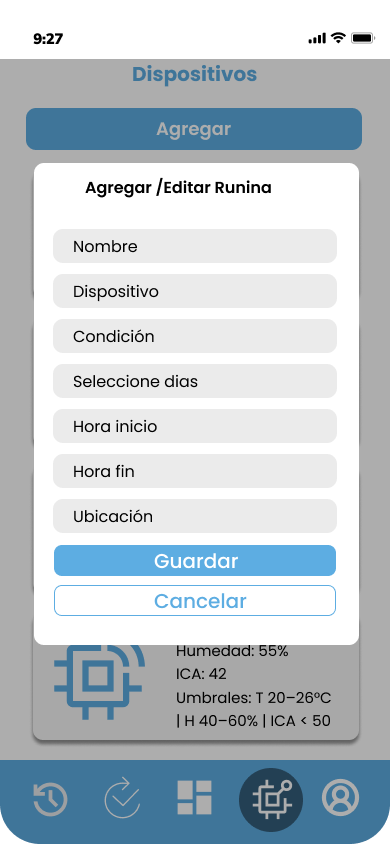 9:27
Dispositivos
Agregar
Agregar /Editar Runina
Nombre
Dispositivo
Condición
Seleccione dias
Hora inicio
Hora fin
Ubicación
Guardar
Cancelar
Humedad: 55%
ICA: 42
Umbrales: T 20–26°C
| H 40–60% | ICA < 50